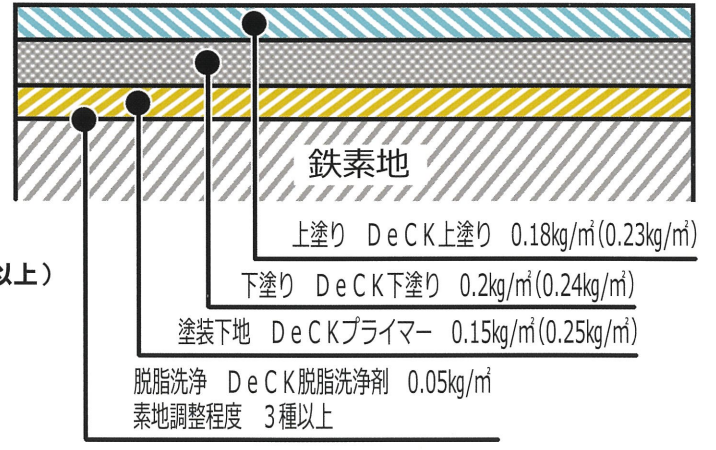 鉄素地
上塗り DeCK上塗り 0.18kg/㎡(0.23kg/㎡)
以上）
下塗り DeCK下塗り 0.2kg/㎡(0.24kg/㎡)
塗装下地 DeCKプライマー 0.15kg/㎡(0.25kg/㎡)
脱脂洗浄 DeCK脱脂洗浄剤 0.05kg/㎡
素地調整程度 3種以上